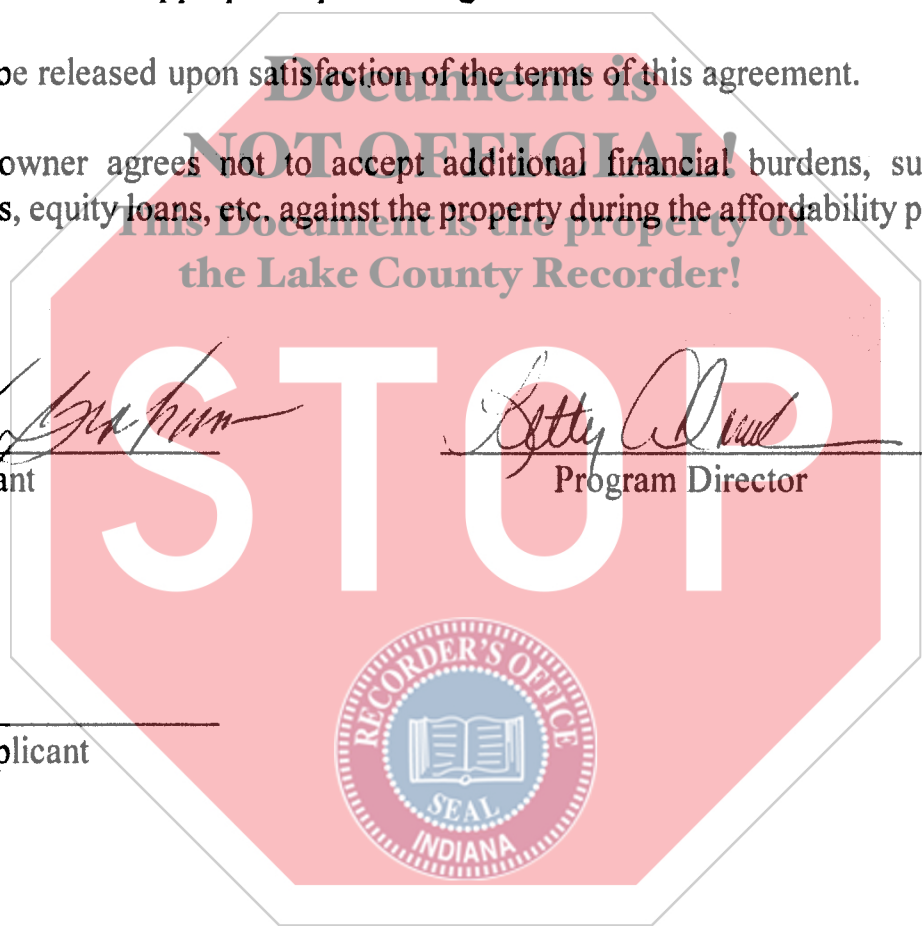 be released upon satisfaction of the terms of this agreement.
Document is
NOT OFFICIAL!
owner agrees not to accept additional financial burdens, su
s, equity loans, etc. against the property during the affordability p
This Document is the property of
the Lake County Recorder!
STOP
Betty
ant
Program Director
plicant
RECORDER'S OFFICE
SEAL
INDIANA